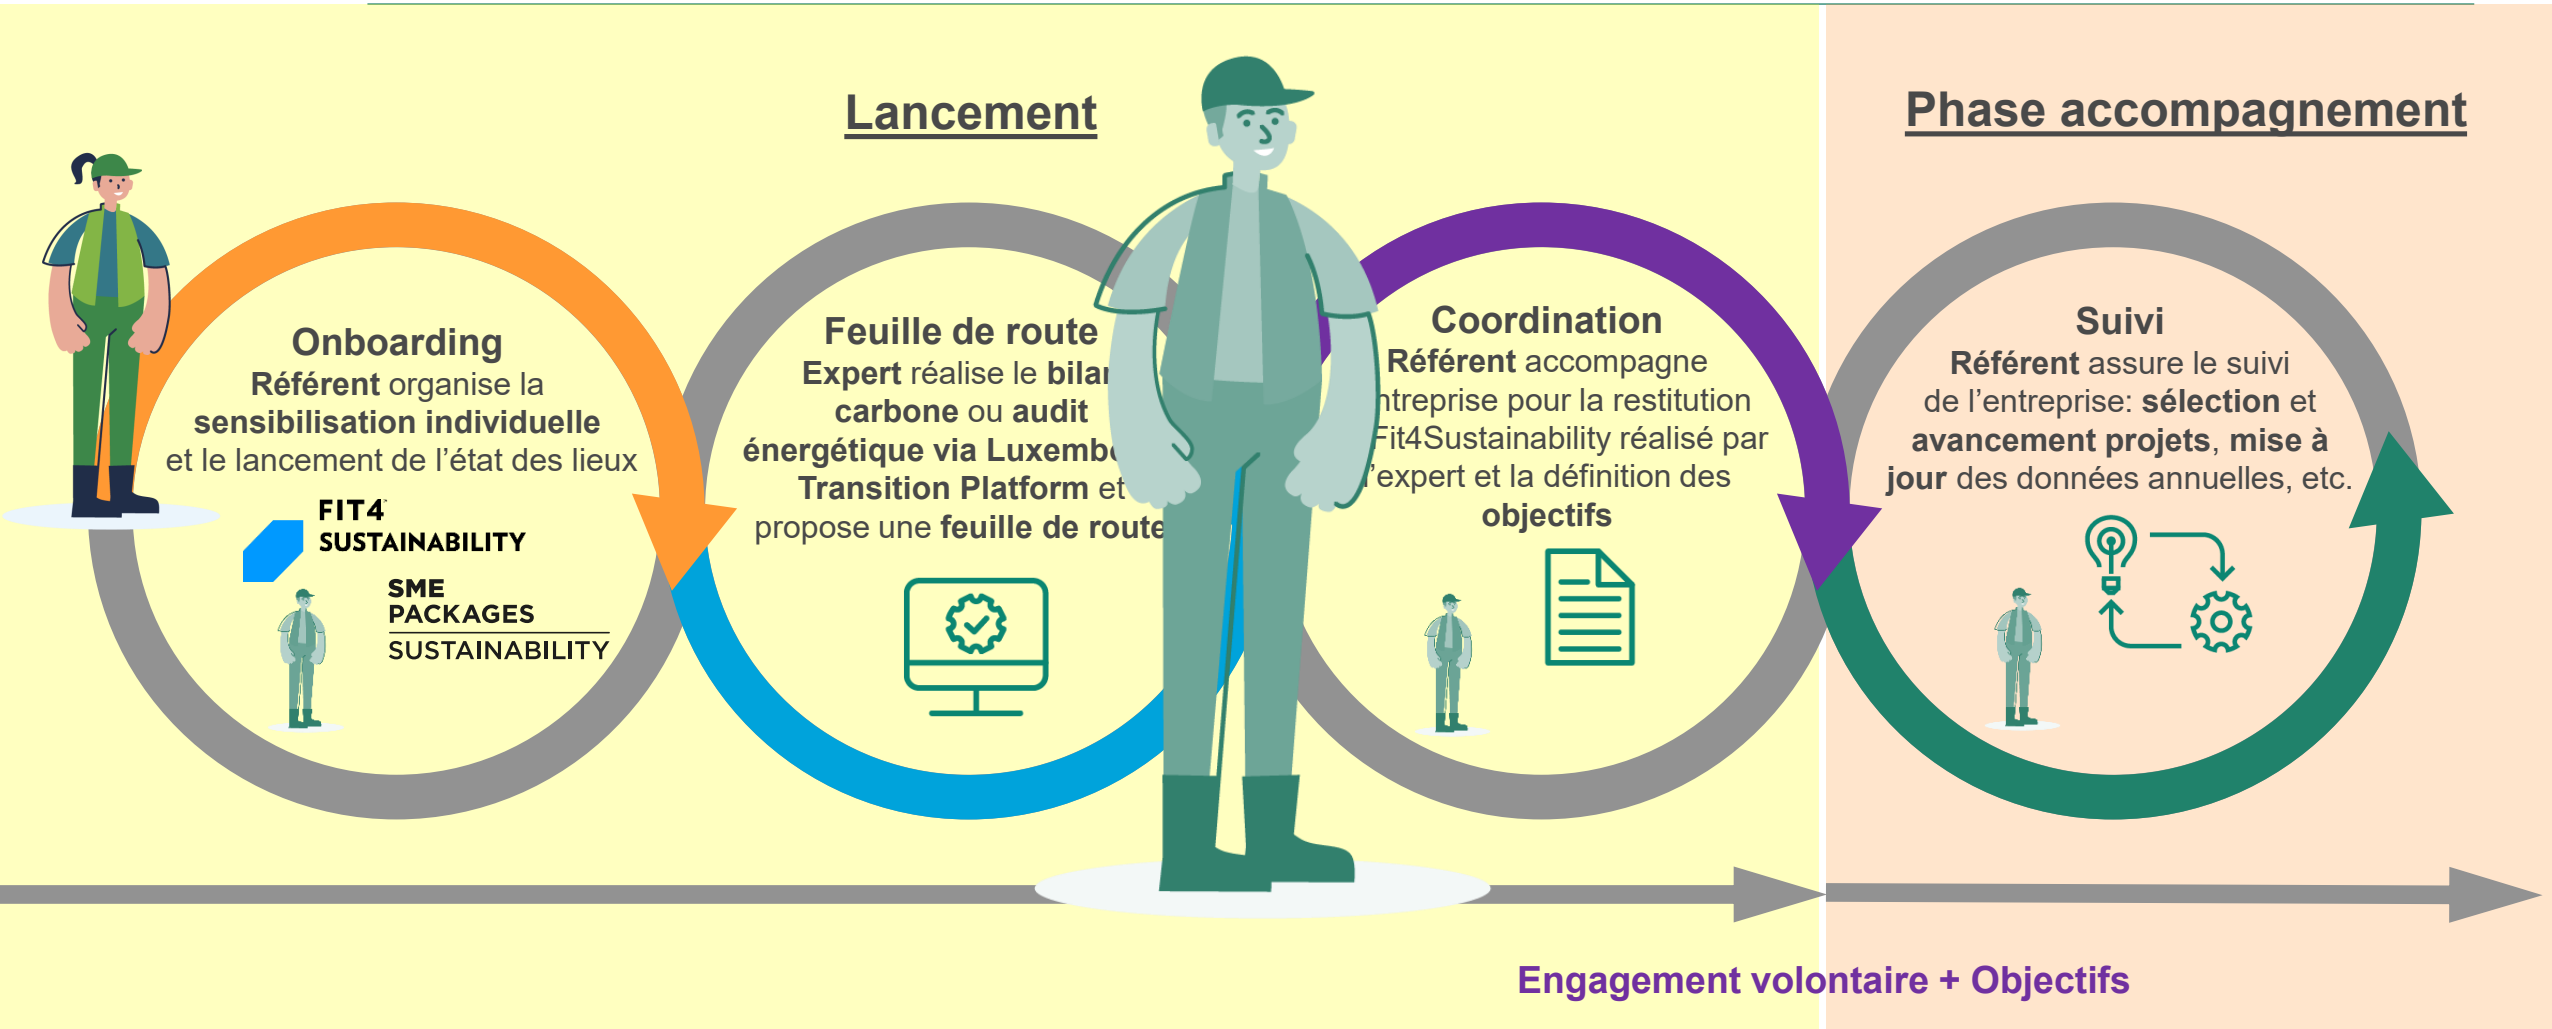 Lancement
Phase accompagnement
Onboarding
Référent organise la
sensibilisation individuelle
et le lancement de l’état des lieux
FIT4
SUSTAINABILITY
SME
PACKAGES
SUSTAINABILITY
Feuille de route
Expert réalise le
carbone ou audit
énergétique via
Transition Platform et
propose une feuille de route
Coordination
Référent accompagne
pour la restitution
Fit4Sustainability réalisé par
l’expert et la définition des
objectifs
Suivi
Référent assure le suivi
de l’entreprise: sélection et
avancement projets, mise à
jour des données annuelles, etc.
Engagement volontaire + Objectifs